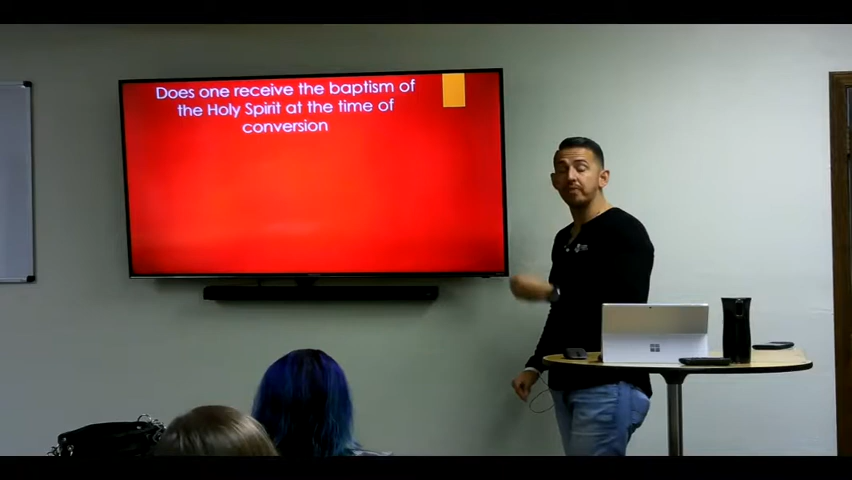 Does one receive the baptism of
the Holy Spirit at the time of
conversion